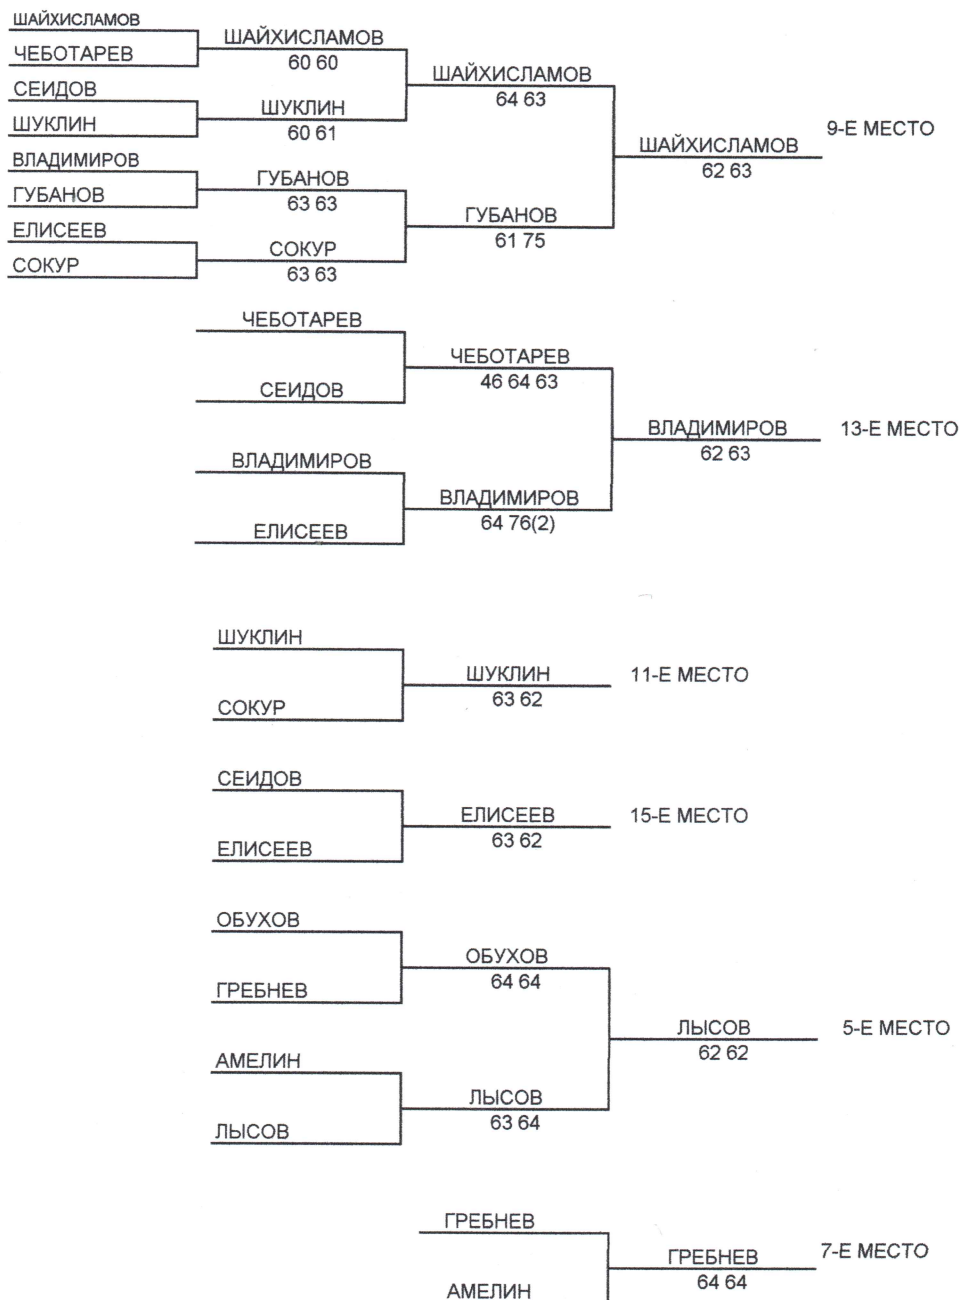 ШАЙХИСЛАМОВ
ЧЕБОТАРЕВ
ШАЙХИСЛАМОВ
60 60
СЕИДОВ
ШУКЛИН
ШУКЛИН
60 61
ШАЙХИСЛАМОВ
64 63
ВЛАДИМИРОВ
ГУБАНОВ
ГУБАНОВ
63 63
ЕЛИСЕЕВ
СОКУР
СОКУР
63 63
ГУБАНОВ
61 75
ШАЙХИСЛАМОВ
62 63
9-Е МЕСТО
ЧЕБОТАРЕВ
СЕИДОВ
ЧЕБОТАРЕВ
46 64 63
ВЛАДИМИРОВ
ЕЛИСЕЕВ
ВЛАДИМИРОВ
64 76(2)
ВЛАДИМИРОВ
62 63
13-Е МЕСТО
ШУКЛИН
СОКУР
ШУКЛИН
63 62
11-Е МЕСТО
СЕИДОВ
ЕЛИСЕЕВ
ЕЛИСЕЕВ
63 62
15-Е МЕСТО
ОБУХОВ
ГРЕБНЕВ
ОБУХОВ
64 64
АМЕЛИН
ЛЫСОВ
ЛЫСОВ
63 64
ЛЫСОВ
62 62
5-Е МЕСТО
ГРЕБНЕВ
АМЕЛИН
ГРЕБНЕВ
64 64
7-Е МЕСТО